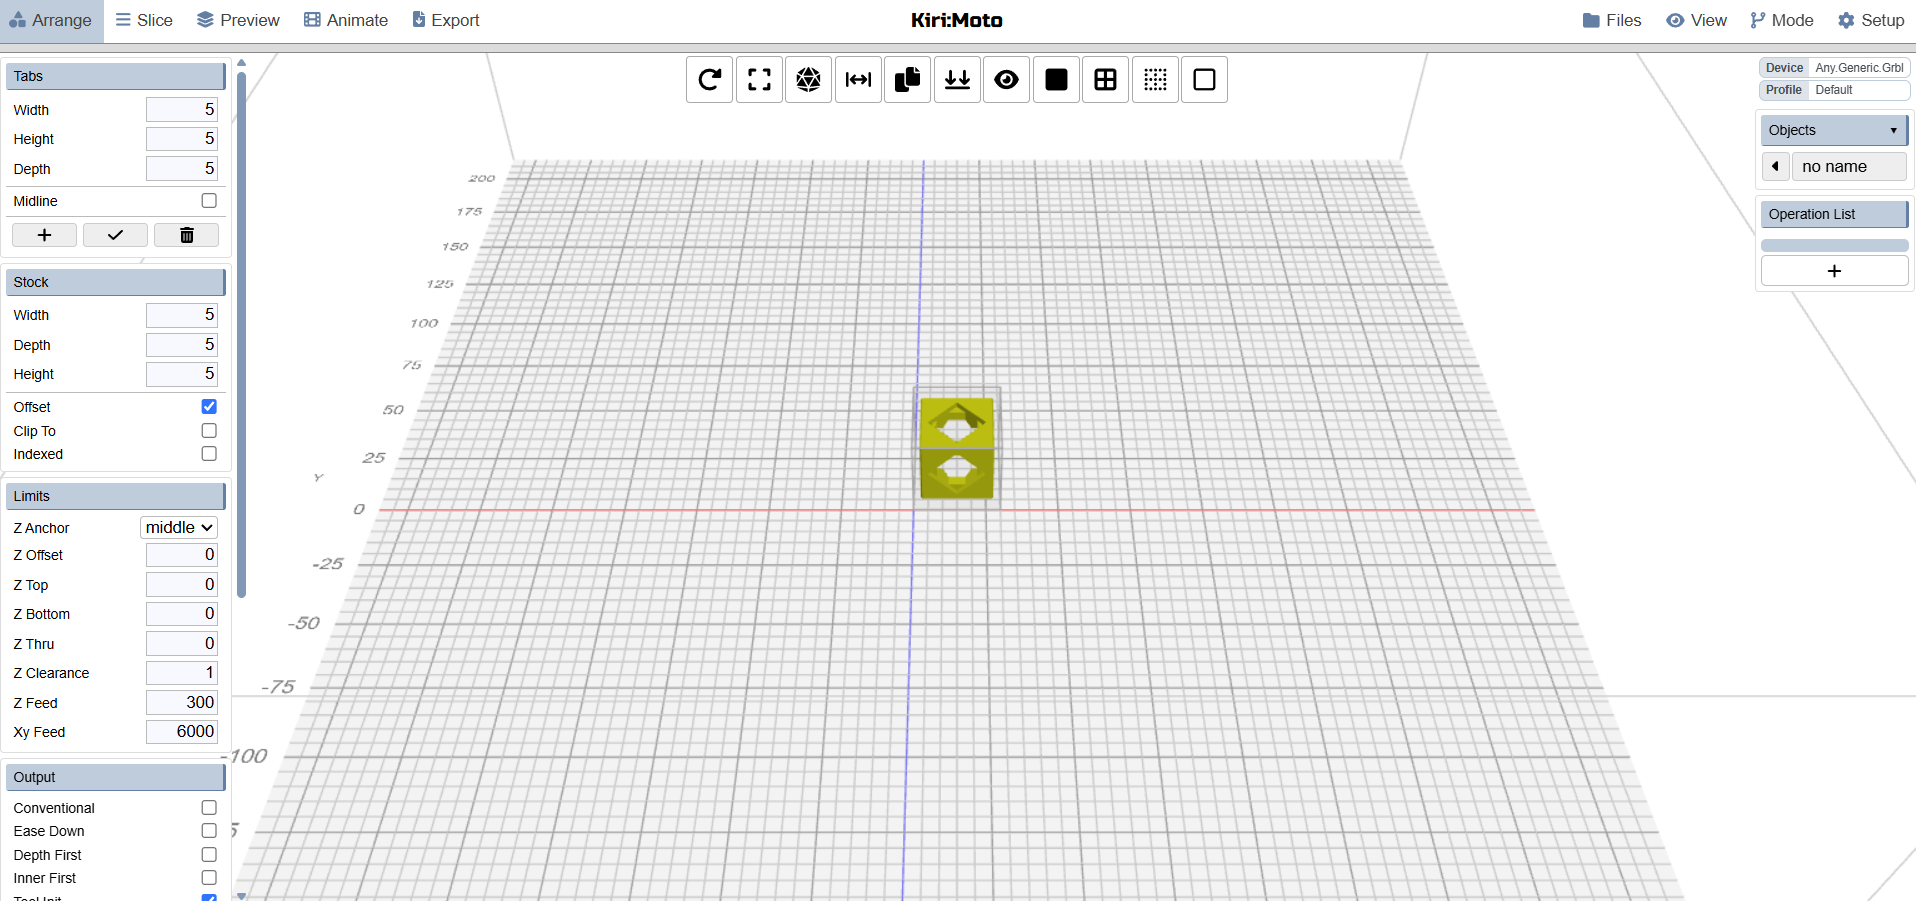 Arrange Slice Preview Animate Export Kiri:Moto Files View Mode Setup
Tabs
Width 5
Height 5
Depth 5
Midline
Stock
Width 5
Depth 5
Height 5
Offset
Clip To
Indexed
Limits
Z Anchor middle
Z Offset 0
Z Top 0
Z Bottom 0
Z Thru 0
Z Clearance 1
Z Feed 300
Xy Feed 6000
Output
Conventional
Ease Down
Depth First
Inner First
200
175
150
125
100
75
50
25
Y
0
-25
-50
-75
-100
5
Device Any.Generic.Grbl
Profile Default
Objects
no name
Operation List